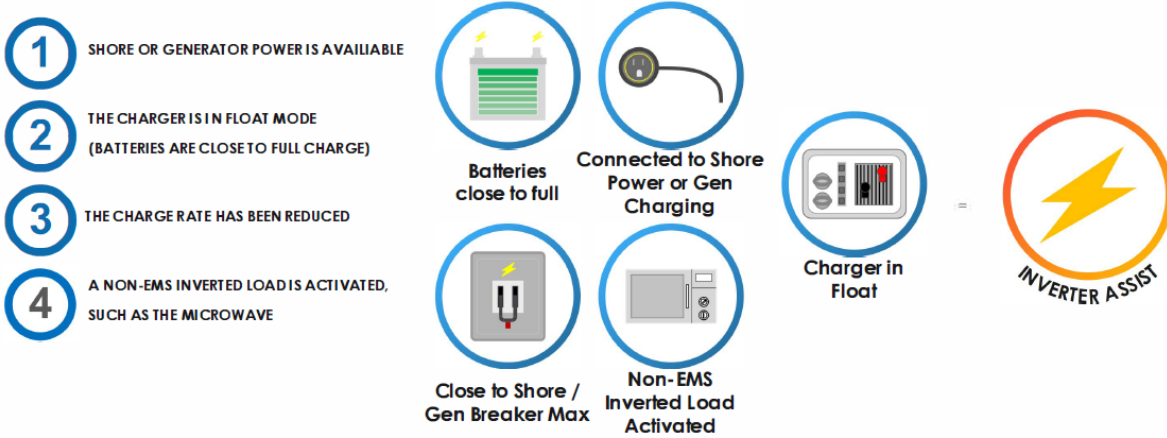 1
SHORE OR GENERATOR POWER IS AVAILIABLE
2
THE CHARGER IS IN FLOAT MODE
(BATTERIES ARE CLOSE TO FULL CHARGE)
3
THE CHARGE RATE HAS BEEN REDUCED
4
A NON-EMS INVERTED LOAD IS ACTIVATED,
SUCH AS THE MICROWAVE
Batteries
close to full
Connected to Shore
Power or Gen
Charging
Close to Shore /
Gen Breaker Max
Non-EMS
Inverted Load
Activated
Charger in
Float
=
INVERTER ASSIST